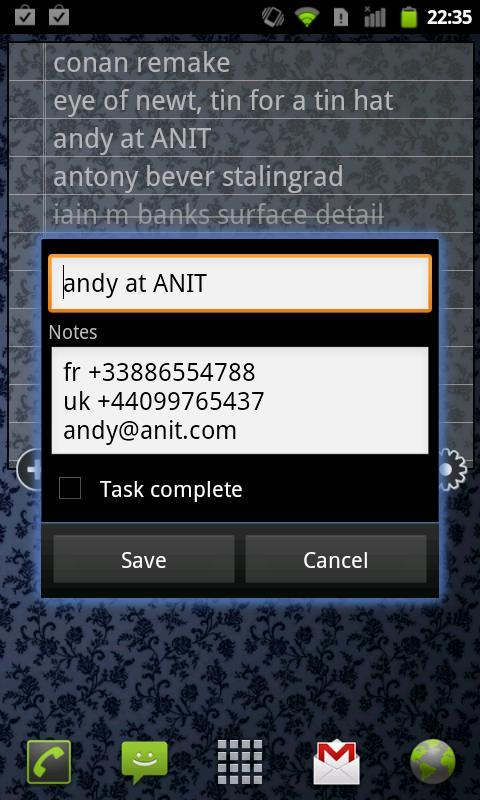 22:35
conan remake
eye of newt, tin for a tin hat
andy at ANIT
antony bever stalingrad
iain m banks surface detail
andy at ANIT
Notes
fr +33886554788
uk +44099765437
andy@anit.com
Task complete
Save
Cancel